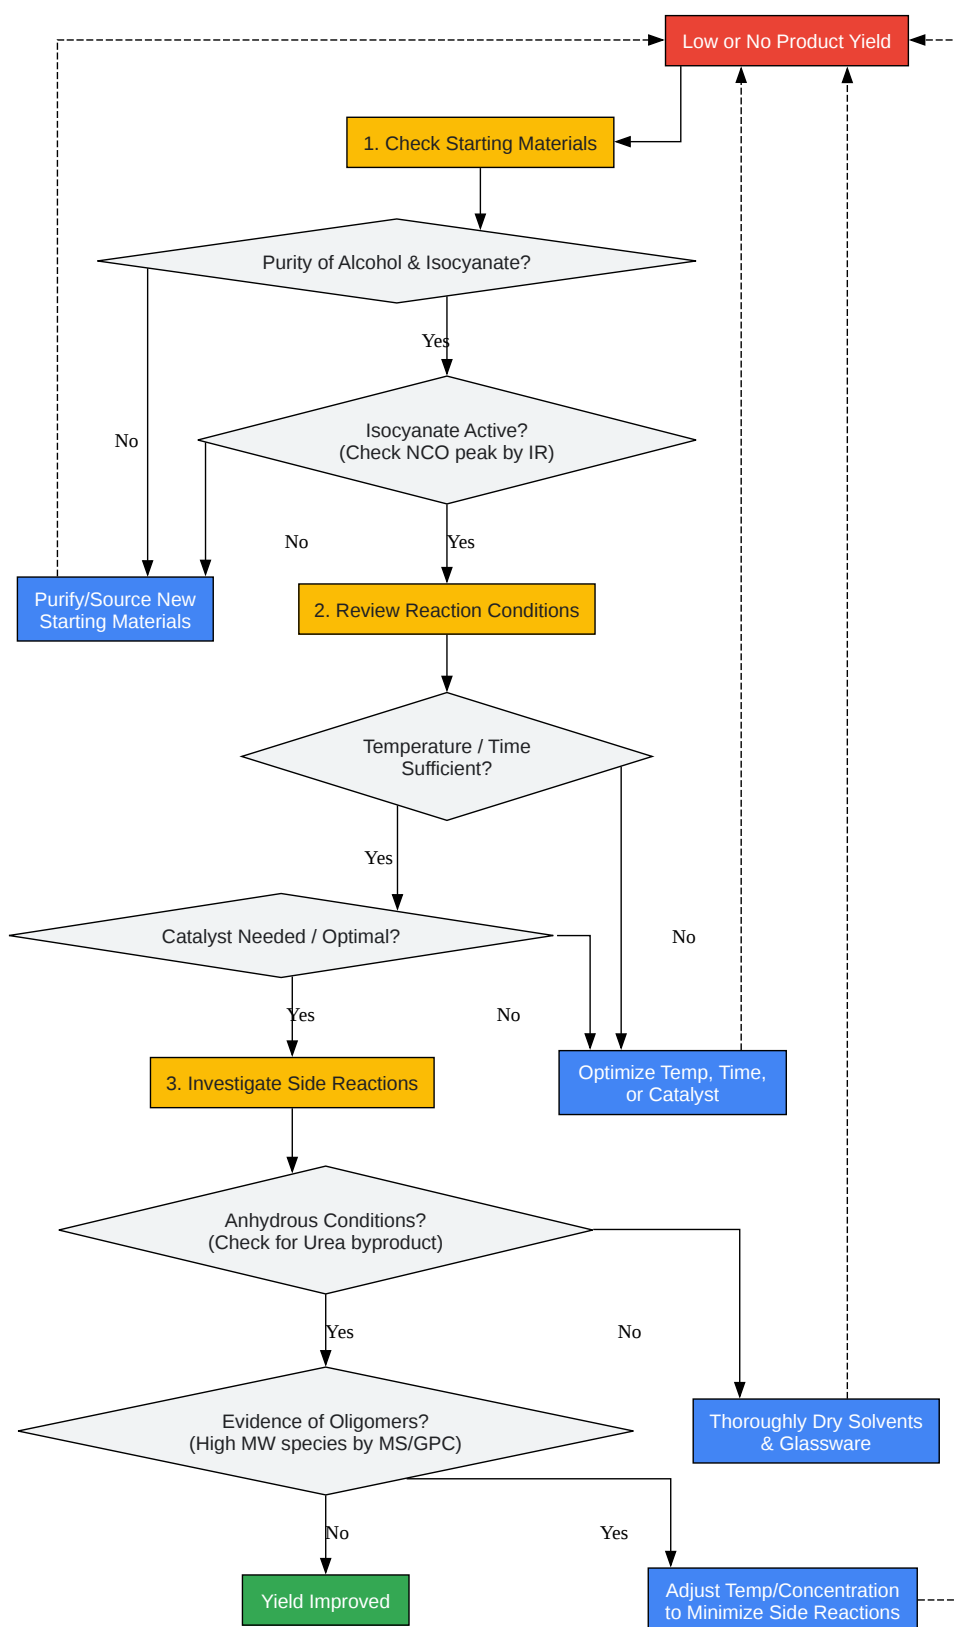 Low or No Product Yield
1. Check Starting Materials
Purity of Alcohol & Isocyanate?
Yes
Isocyanate Active?
(Check NCO peak by IR)
No
No
Yes
Purify/Source New
Starting Materials
2. Review Reaction Conditions
Temperature / Time
Sufficient?
Yes
Catalyst Needed / Optimal?
No
Yes
No
Optimize Temp, Time,
or Catalyst
3. Investigate Side Reactions
Anhydrous Conditions?
(Check for Urea byproduct)
Yes
No
Evidence of Oligomers?
(High MW species by MS/GPC)
Thoroughly Dry Solvents
& Glassware
No
Yes
Yield Improved
Adjust Temp/Concentration
to Minimize Side Reactions